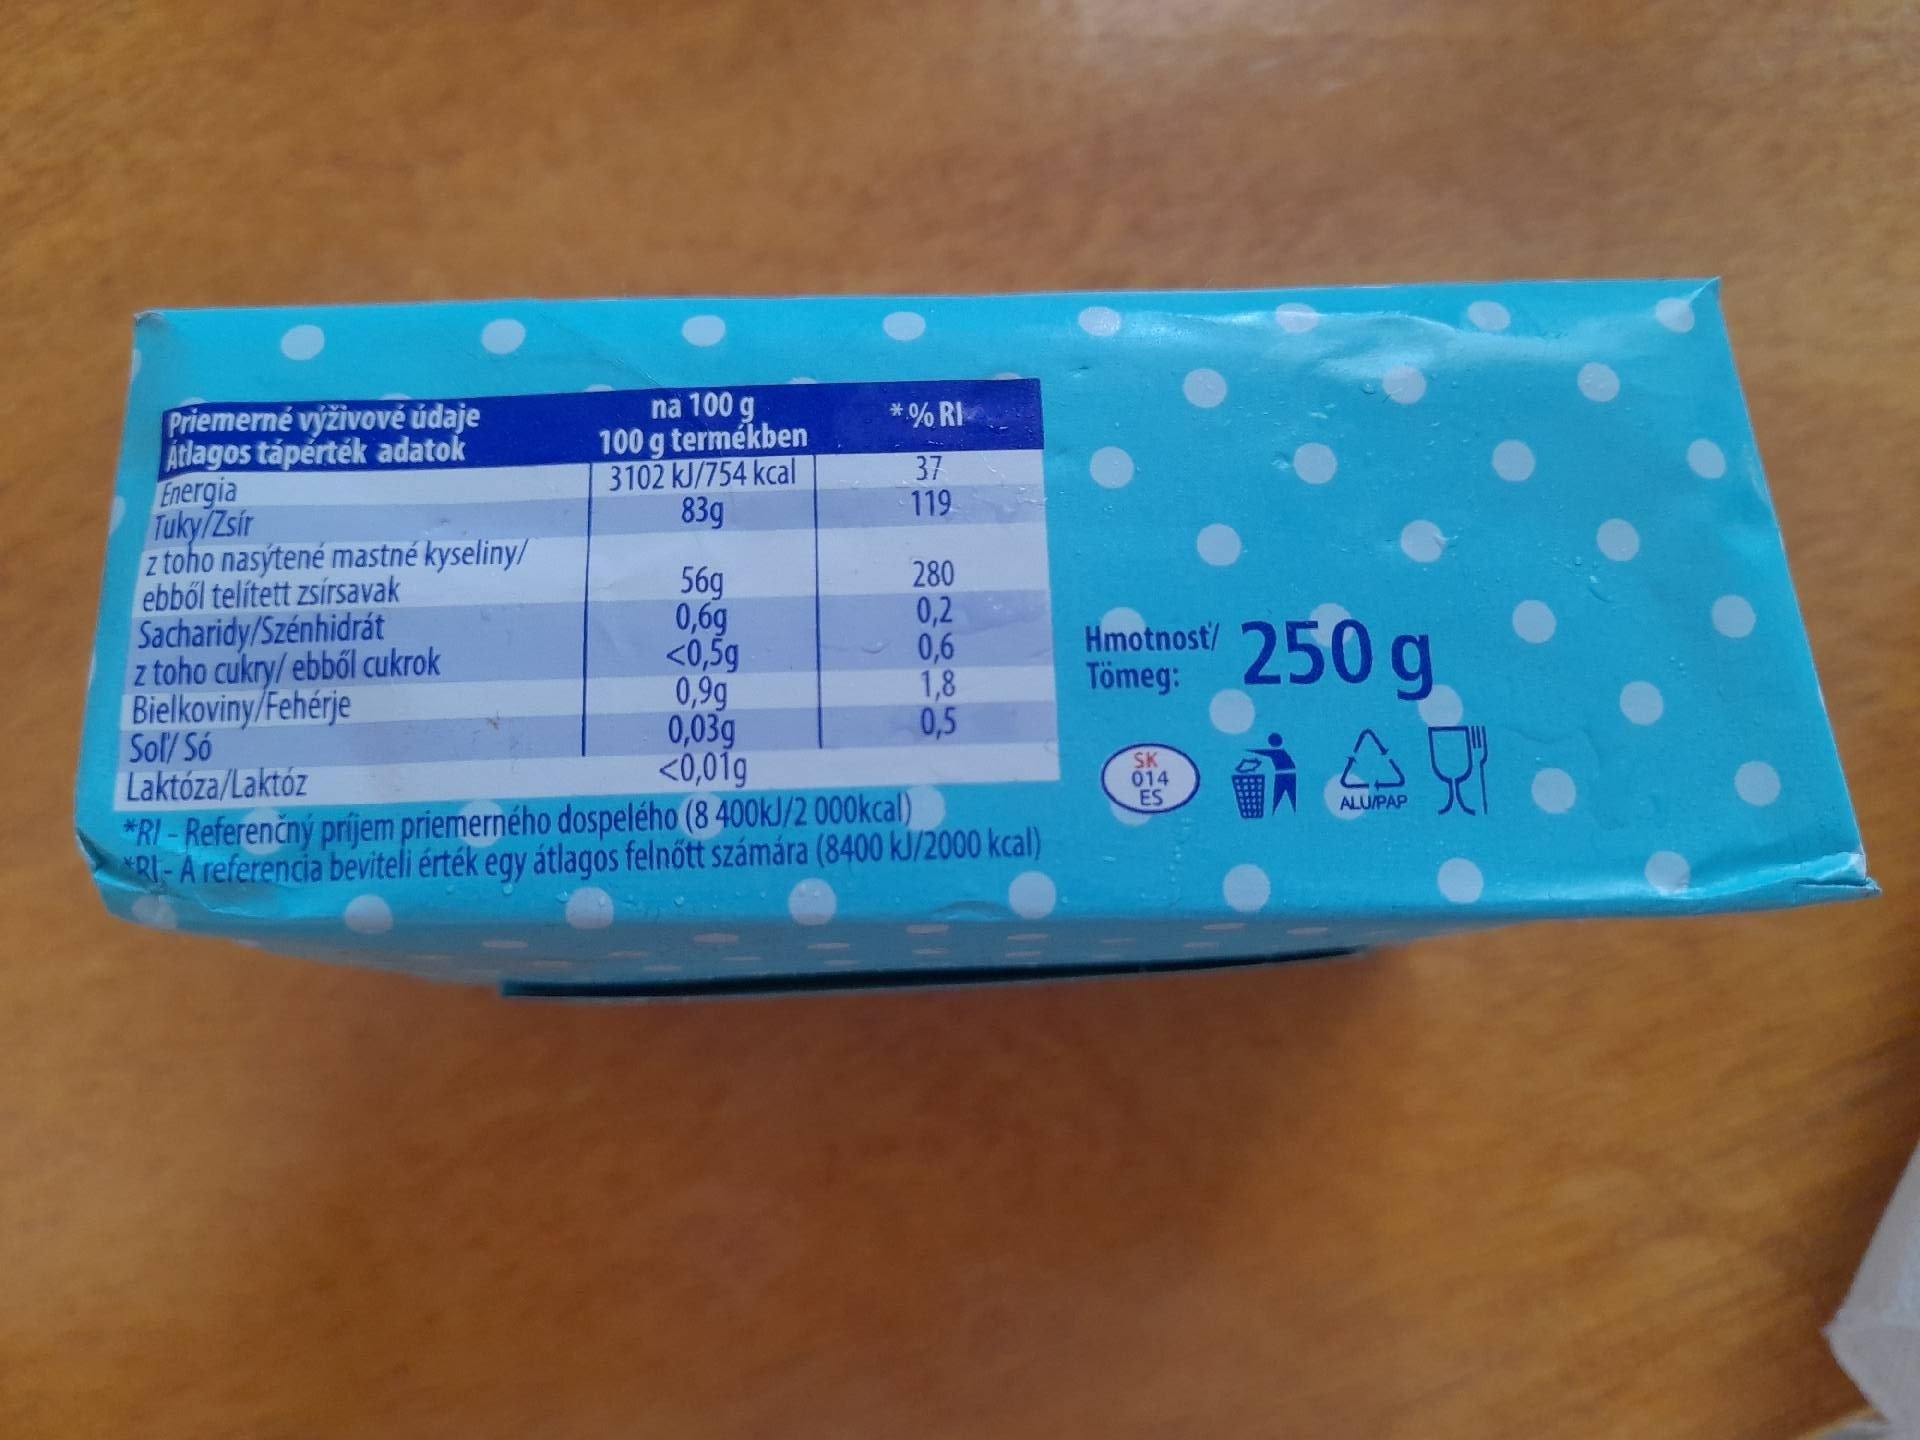 Priemerné výživové údaje na 100 g *% RI
Átlagos tápérték adatok 100 g termékben
Energia 3102 kJ/754 kcal 37
Tuky/Zsír 83g 119
z toho nasýtené mastné kyseliny/
ebből telített zsírsavak 56g 280
Sacharidy/Szénhidrát 0,6g 0,2
z toho cukry/ ebből cukrok <0,5g 0,6
Bielkoviny/Fehérje 0,9g 1,8
Soľ/ Só 0,03g 0,5
Laktóza/Laktóz <0,01g
*RI - Referenčný príjem priemerného dospelého (8 400kJ/2 000kcal)
*RI - A referencia beviteli érték egy átlagos felnőtt számára (8400 kJ/2000 kcal)
Hmotnosť/
Tömeg: 250 g
SK
014
ES
ALU/PAP